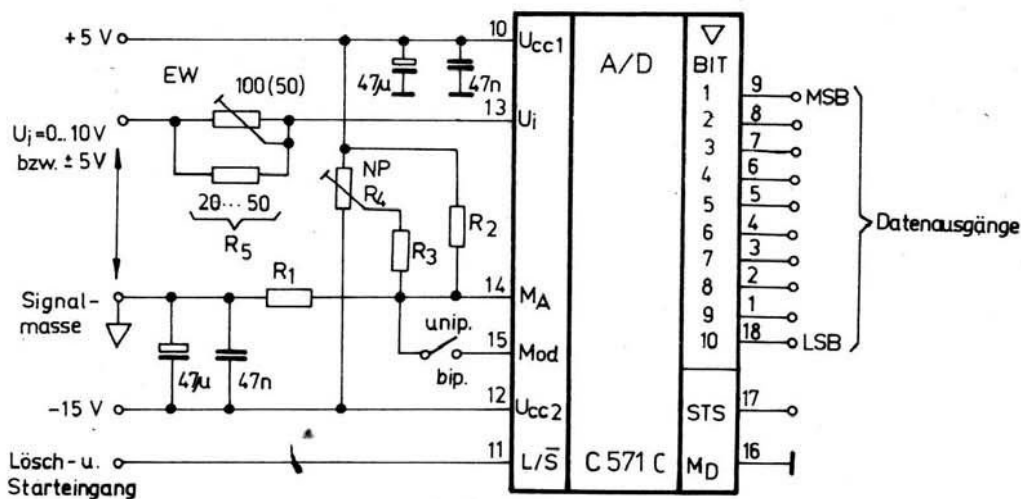 +5 V
10
Ucc1
EW
100(50)
47µ
47n
A/D
BIT
13
Ui
Ui=0...10V
bzw. ±5V
20...50
R5
NP
R4
R3
R2
1
9
MSB
2
8
3
7
4
6
5
5
6
4
7
3
8
2
9
1
10
18
LSB
Datenausgänge
Signal-
masse
R1
14
MA
unip.
15
Mod
bip.
47µ
47n
-15 V
12
Ucc2
STS
17
Lösch- u.
Starteingang
11
L/S̅
C 571 C
MD
16